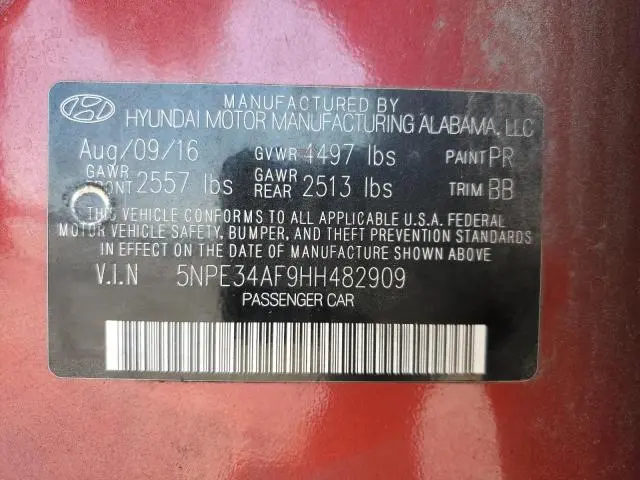 MANUFACTURED BY
HYUNDAI MOTOR MANUFACTURING ALABAMA, LLC
Aug/09/16 GVWR 4497 lbs PAINT PR
GAWR FRONT 2557 lbs GAWR REAR 2513 lbs TRIM BB
THIS VEHICLE CONFORMS TO ALL APPLICABLE U.S.A. FEDERAL
MOTOR VEHICLE SAFETY, BUMPER, AND THEFT PREVENTION STANDARDS
IN EFFECT ON THE DATE OF MANUFACTURE SHOWN ABOVE
V.I.N 5NPE34AF9HH482909
PASSENGER CAR